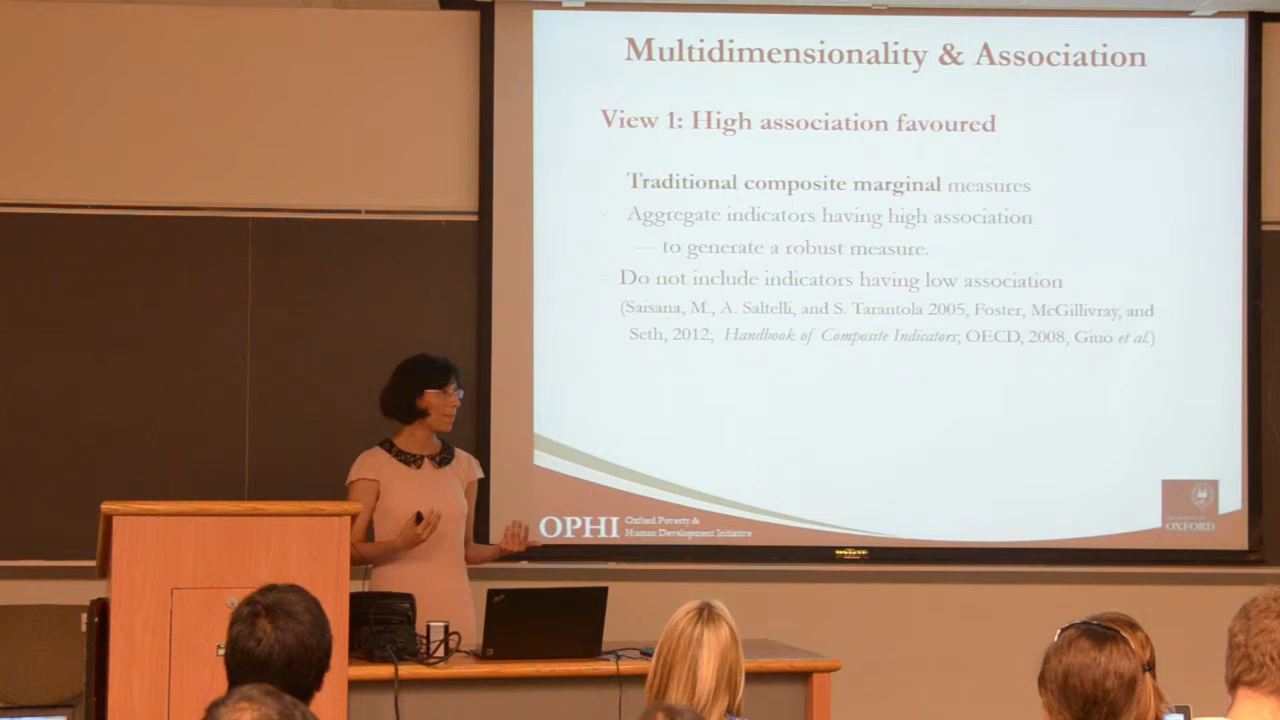 Multidimensionality & Association
View 1: High association favoured
Traditional composite marginal measures
Aggregate indicators having high association
to generate a robust measure.
Do not include indicators having low association
(Saisana, M., A. Saltelli, and S. Tarantola 2005, Foster, McGillivray, and
Seth, 2012; Handbook of Composite Indicators; OECD, 2008, Giuo et al.)
OPHI Oxford Poverty &
Human Development Initiative
OXFORD